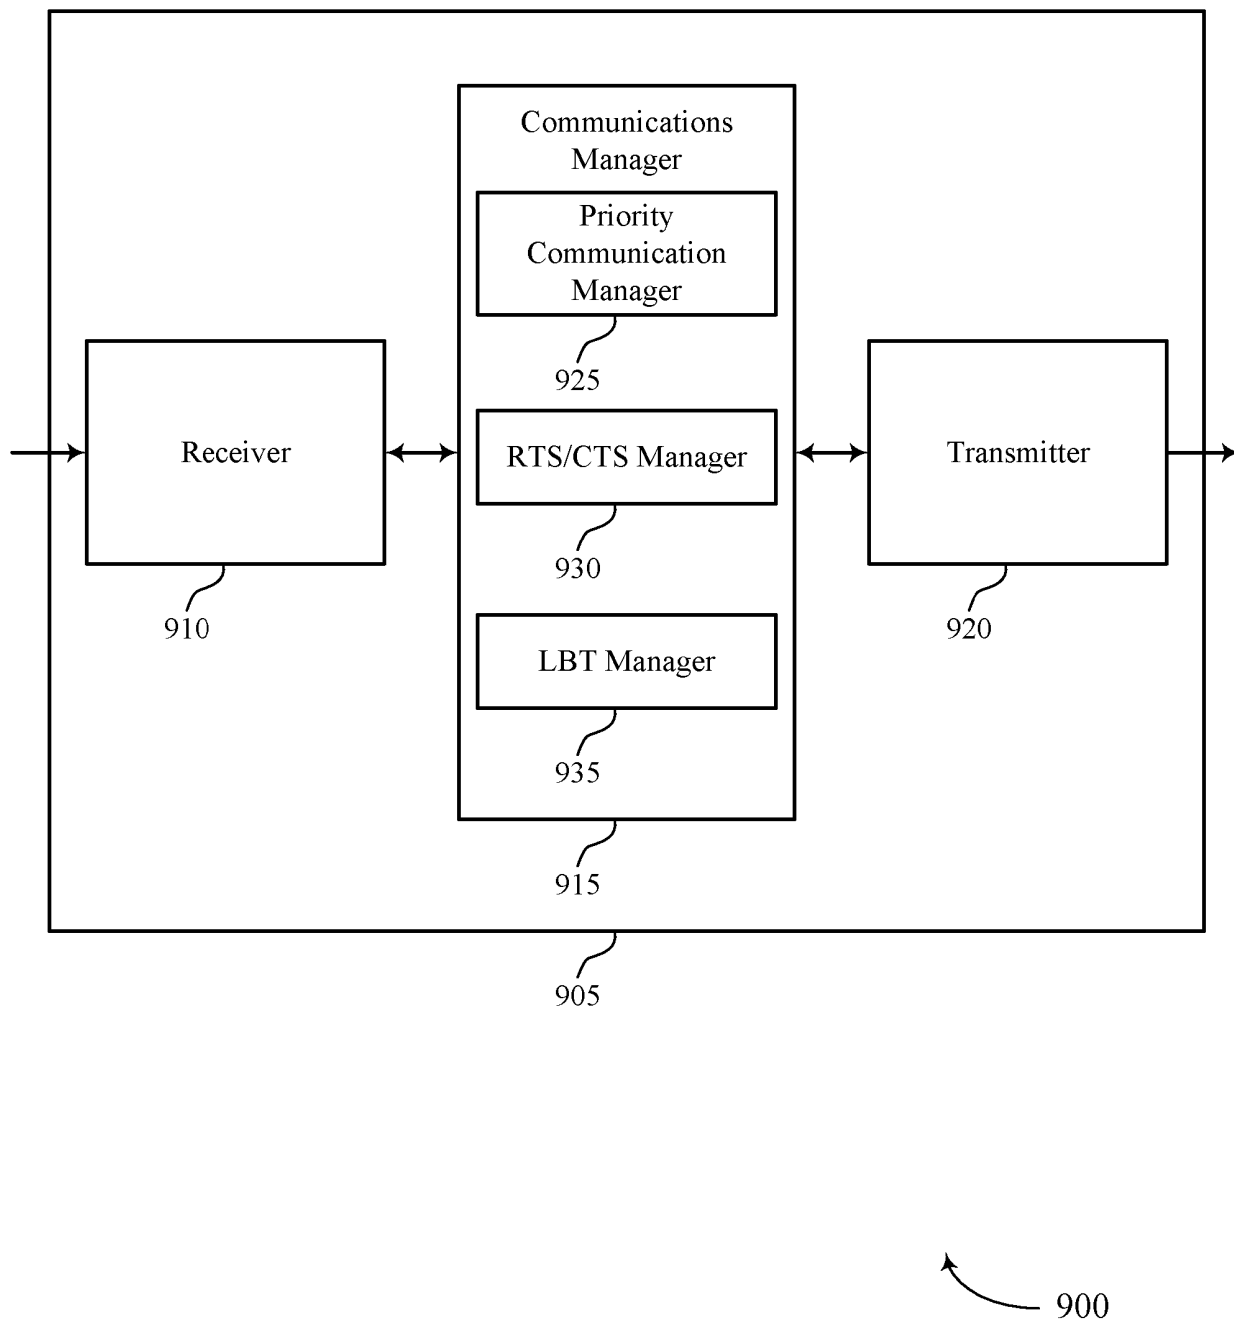 Communications
Manager
Priority
Communication
Manager
925
Receiver
RTS/CTS Manager
Transmitter
930
910
920
LBT Manager
935
915
905
900